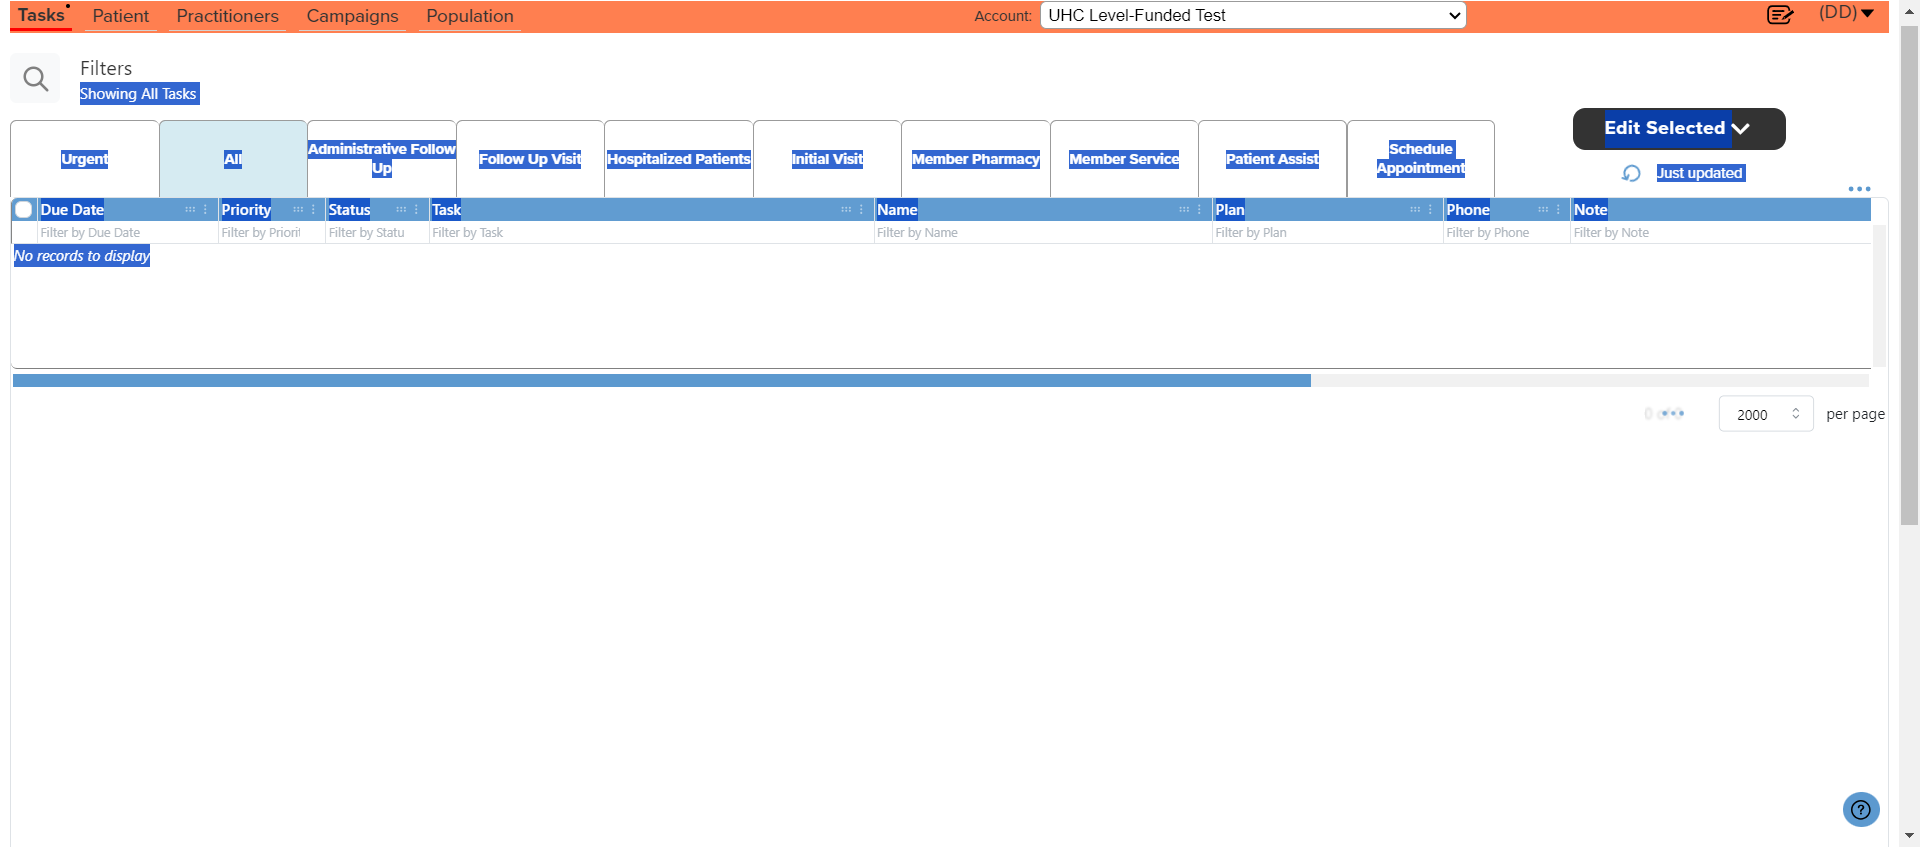 Tasks Patient Practitioners Campaigns Population Account: UHC Level-Funded Test (DD)
Filters
Showing All Tasks
Urgent All Administrative Follow Up Follow Up Visit Hospitalized Patients Initial Visit Member Pharmacy Member Service Patient Assist Schedule Appointment
Edit Selected
Just updated
Due Date Priority Status Task Name Plan Phone Note
Filter by Due Date Filter by Priorit Filter by Statu Filter by Task Filter by Name Filter by Plan Filter by Phone Filter by Note
No records to display
2000 per page